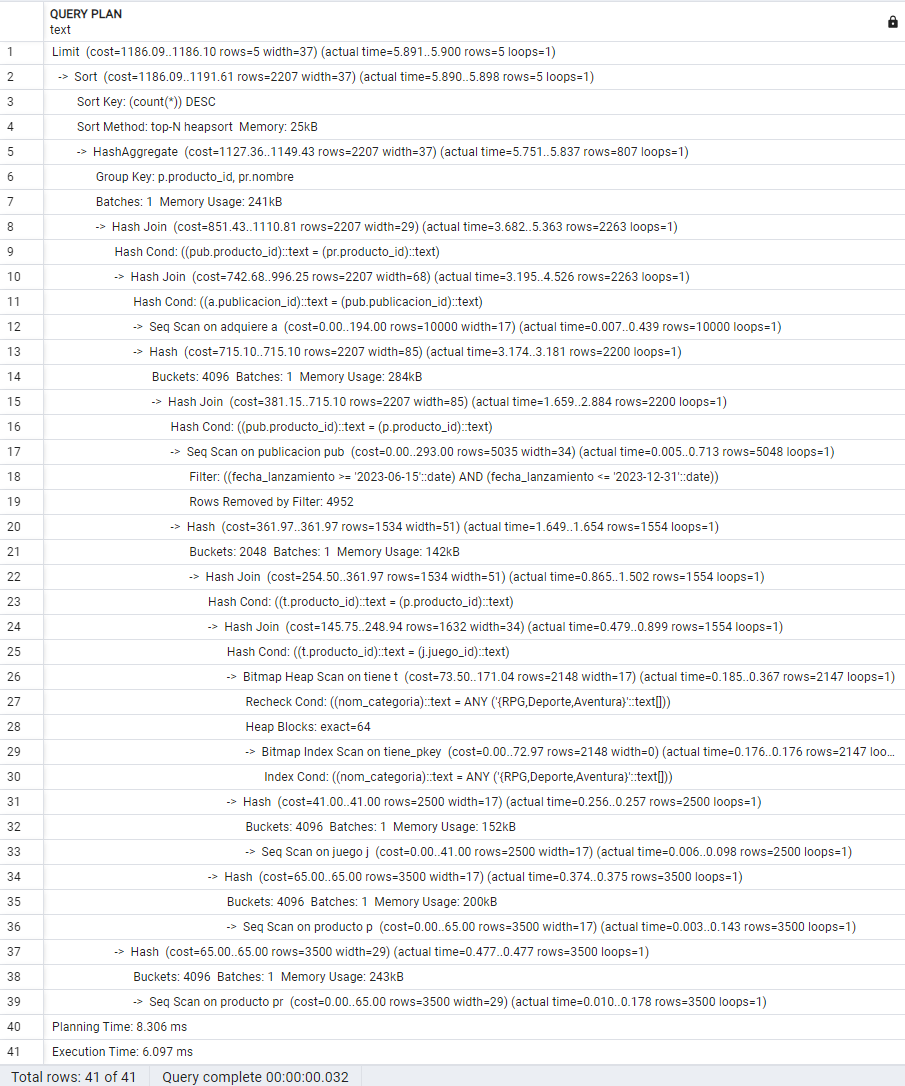 QUERY PLAN
text
1 Limit (cost=1186.09..1186.10 rows=5 width=37) (actual time=5.891..5.900 rows=5 loops=1)
2 -> Sort (cost=1186.09..1191.61 rows=2207 width=37) (actual time=5.890..5.898 rows=5 loops=1)
3 Sort Key: (count(*)) DESC
4 Sort Method: top-N heapsort Memory: 25kB
5 -> HashAggregate (cost=1127.36..1149.43 rows=2207 width=37) (actual time=5.751..5.837 rows=807 loops=1)
6 Group Key: p.producto_id, pr.nombre
7 Batches: 1 Memory Usage: 241kB
8 -> Hash Join (cost=851.43..1110.81 rows=2207 width=29) (actual time=3.682..5.363 rows=2263 loops=1)
9 Hash Cond: ((pub.producto_id)::text = (pr.producto_id)::text)
10 -> Hash Join (cost=742.68..996.25 rows=2207 width=68) (actual time=3.195..4.526 rows=2263 loops=1)
11 Hash Cond: ((a.publicacion_id)::text = (pub.publicacion_id)::text)
12 -> Seq Scan on adquiere a (cost=0.00..194.00 rows=10000 width=17) (actual time=0.007..0.439 rows=10000 loops=1)
13 -> Hash (cost=715.10..715.10 rows=2207 width=85) (actual time=3.174..3.181 rows=2200 loops=1)
14 Buckets: 4096 Batches: 1 Memory Usage: 284kB
15 -> Hash Join (cost=381.15..715.10 rows=2207 width=85) (actual time=1.659..2.884 rows=2200 loops=1)
16 Hash Cond: ((pub.producto_id)::text = (p.producto_id)::text)
17 -> Seq Scan on publicacion pub (cost=0.00..293.00 rows=5035 width=34) (actual time=0.005..0.713 rows=5048 loops=1)
18 Filter: ((fecha_lanzamiento >= '2023-06-15'::date) AND (fecha_lanzamiento <= '2023-12-31'::date))
19 Rows Removed by Filter: 4952
20 -> Hash (cost=361.97..361.97 rows=1534 width=51) (actual time=1.649..1.654 rows=1554 loops=1)
21 Buckets: 2048 Batches: 1 Memory Usage: 142kB
22 -> Hash Join (cost=254.50..361.97 rows=1534 width=51) (actual time=0.865..1.502 rows=1554 loops=1)
23 Hash Cond: ((t.producto_id)::text = (p.producto_id)::text)
24 -> Hash Join (cost=145.75..248.94 rows=1632 width=34) (actual time=0.479..0.899 rows=1554 loops=1)
25 Hash Cond: ((t.producto_id)::text = (j.juego_id)::text)
26 -> Bitmap Heap Scan on tiene t (cost=73.50..171.04 rows=2148 width=17) (actual time=0.185..0.367 rows=2147 loops=1)
27 Recheck Cond: ((nom_categoria)::text = ANY ('{RPG,Deporte,Aventura}'::text[]))
28 Heap Blocks: exact=64
29 -> Bitmap Index Scan on tiene_pkey (cost=0.00..72.97 rows=2148 width=0) (actual time=0.176..0.176 rows=2147 loo...
30 Index Cond: ((nom_categoria)::text = ANY ('{RPG,Deporte,Aventura}'::text[]))
31 -> Hash (cost=41.00..41.00 rows=2500 width=17) (actual time=0.256..0.257 rows=2500 loops=1)
32 Buckets: 4096 Batches: 1 Memory Usage: 152kB
33 -> Seq Scan on juego j (cost=0.00..41.00 rows=2500 width=17) (actual time=0.006..0.098 rows=2500 loops=1)
34 -> Hash (cost=65.00..65.00 rows=3500 width=17) (actual time=0.374..0.375 rows=3500 loops=1)
35 Buckets: 4096 Batches: 1 Memory Usage: 200kB
36 -> Seq Scan on producto p (cost=0.00..65.00 rows=3500 width=17) (actual time=0.003..0.143 rows=3500 loops=1)
37 -> Hash (cost=65.00..65.00 rows=3500 width=29) (actual time=0.477..0.477 rows=3500 loops=1)
38 Buckets: 4096 Batches: 1 Memory Usage: 243kB
39 -> Seq Scan on producto pr (cost=0.00..65.00 rows=3500 width=29) (actual time=0.010..0.178 rows=3500 loops=1)
40 Planning Time: 8.306 ms
41 Execution Time: 6.097 ms
Total rows: 41 of 41 Query complete 00:00:00.032